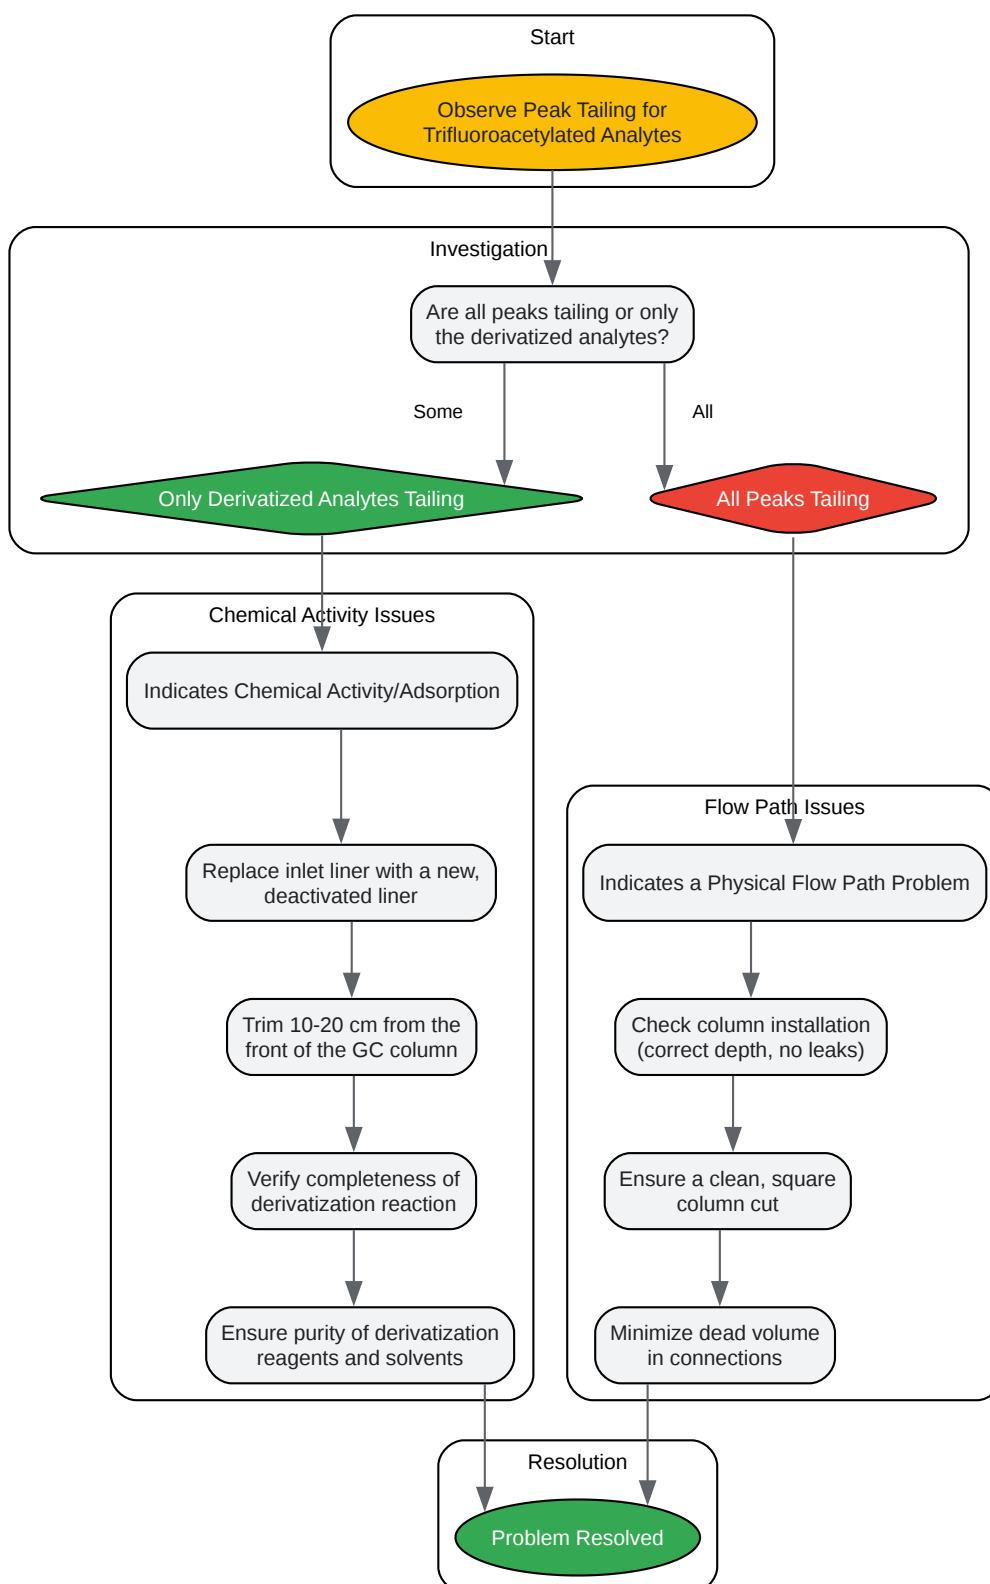 Start
Observe Peak Tailing for
Trifluoroacetylated Analytes
Investigation
Are all peaks tailing or only
the derivatized analytes?
Some
All
Only Derivatized Analytes Tailing
All Peaks Tailing
Chemical Activity Issues
Indicates Chemical Activity/Adsorption
Replace inlet liner with a new,
deactivated liner
Trim 10-20 cm from the
front of the GC column
Verify completeness of
derivatization reaction
Ensure purity of derivatization
reagents and solvents
Flow Path Issues
Indicates a Physical Flow Path Problem
Check column installation
(correct depth, no leaks)
Ensure a clean, square
column cut
Minimize dead volume
in connections
Resolution
Problem Resolved